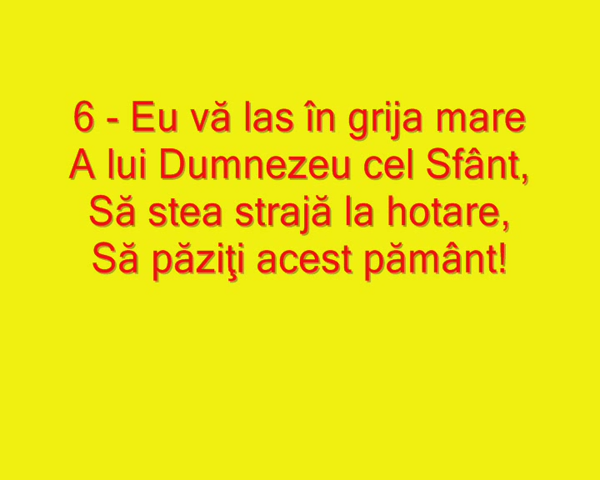 6 - Eu vă las în grija mare
A lui Dumnezeu cel Sfânt,
Să stea strajă la hotare,
Să păziţi acest pământ!